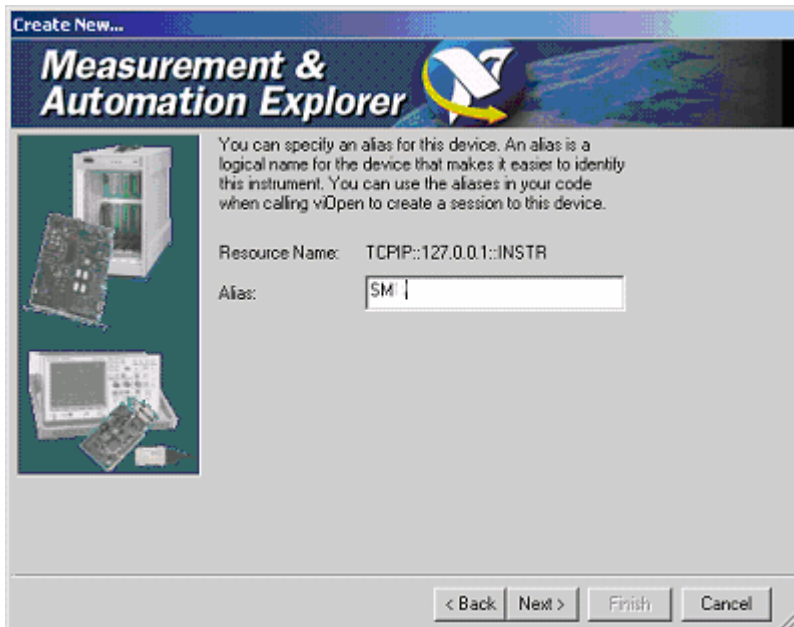 Create New...
Measurement &
Automation Explorer
You can specify an alias for this device. An alias is a
logical name for the device that makes it easier to identify
this instrument. You can use the aliases in your code
when calling viOpen to create a session to this device.
Resource Name: TCPIP::127.0.0.1::INSTR
Alias:
< Back Next > Finish Cancel